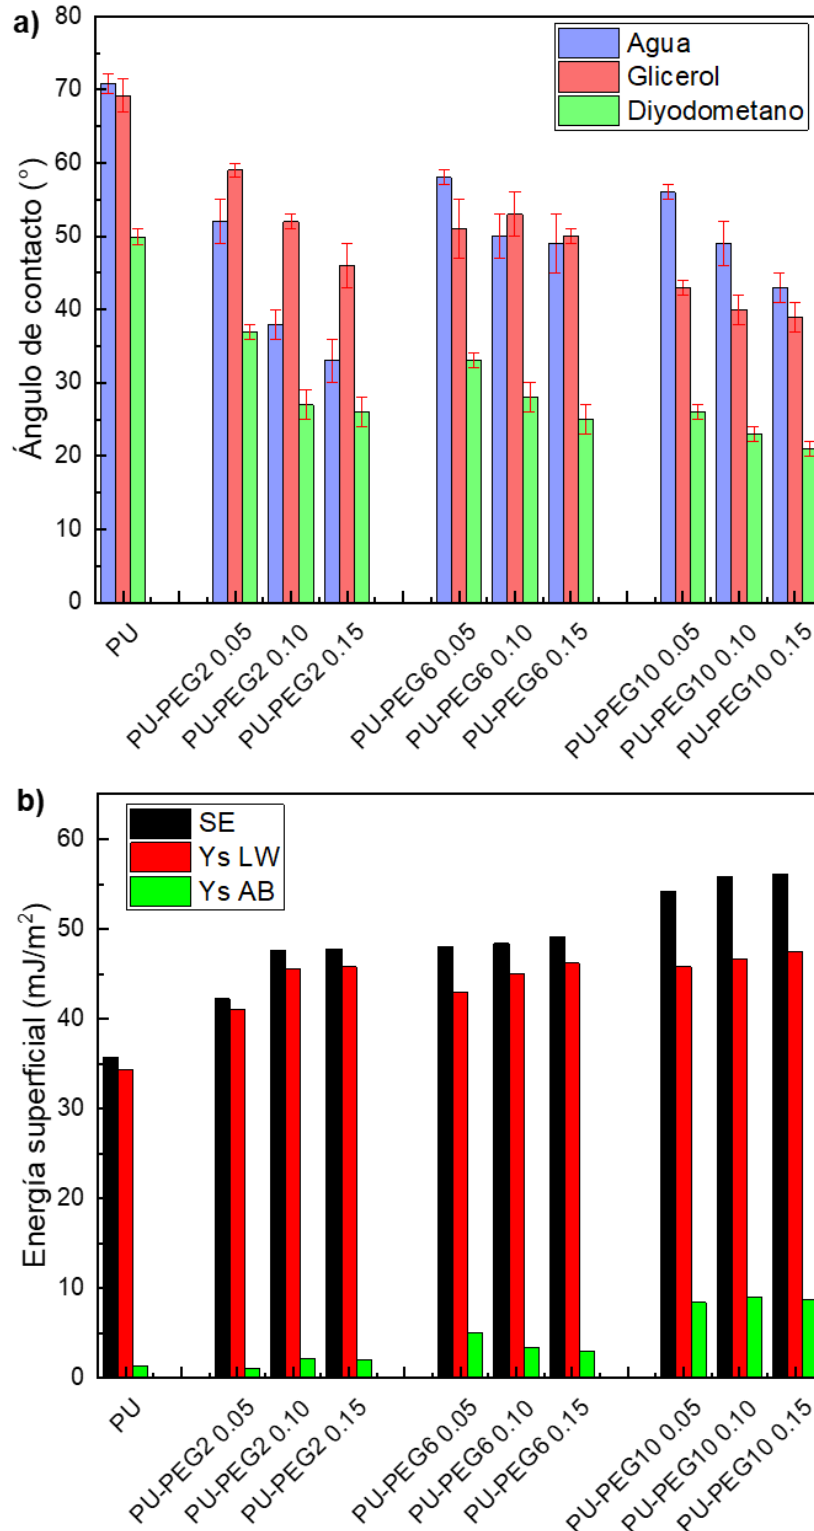 a)
80
70
60
50
40
30
20
10
0
Ángulo de contacto (°)
Agua
Glicerol
Diyodometano
PU
PU-PEG2 0.05
PU-PEG2 0.10
PU-PEG2 0.15
PU-PEG6 0.05
PU-PEG6 0.10
PU-PEG6 0.15
PU-PEG10 0.05
PU-PEG10 0.10
PU-PEG10 0.15
b)
60
50
40
30
20
10
0
Energía superficial (mJ/m²)
SE
Ys LW
Ys AB
PU
PU-PEG2 0.05
PU-PEG2 0.10
PU-PEG2 0.15
PU-PEG6 0.05
PU-PEG6 0.10
PU-PEG6 0.15
PU-PEG10 0.05
PU-PEG10 0.10
PU-PEG10 0.15